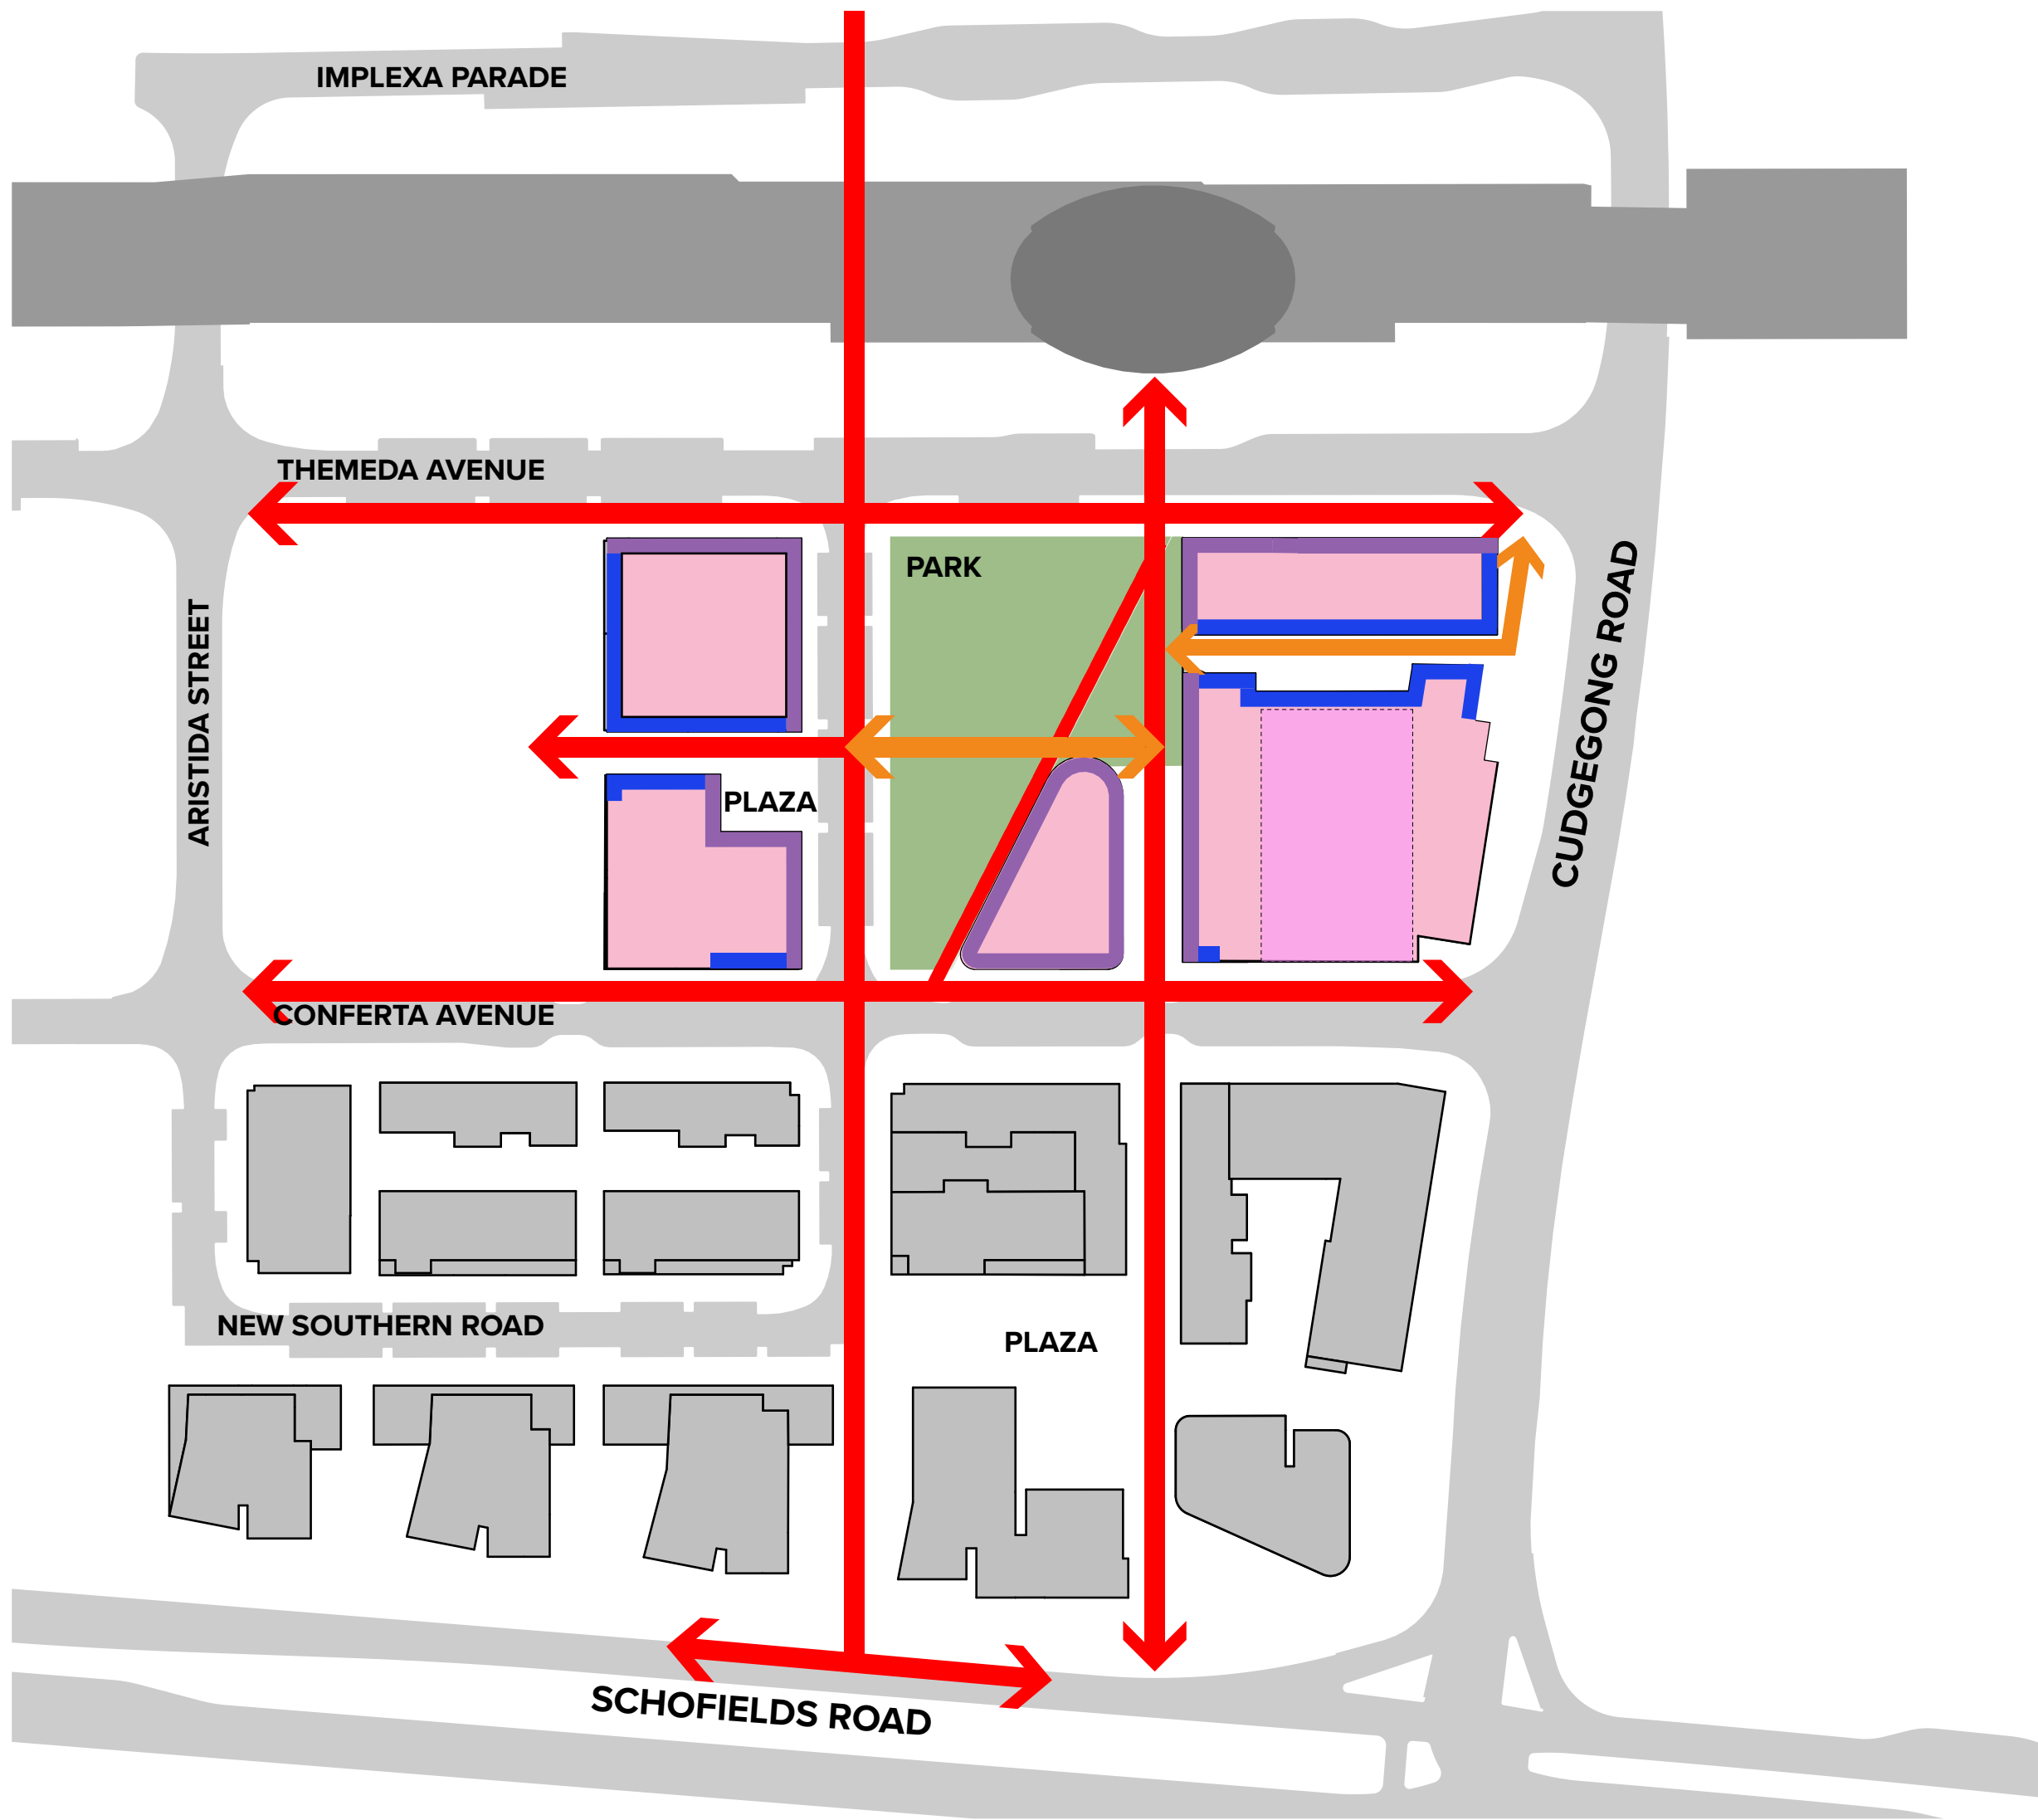 IMPLEXA PARADE
THEMEDA AVENUE
PARK
ARISTIDA STREET
CUDGEGONG ROAD
PLAZA
CONFERTA AVENUE
NEW SOUTHERN ROAD
PLAZA
SCHOFIELDS ROAD